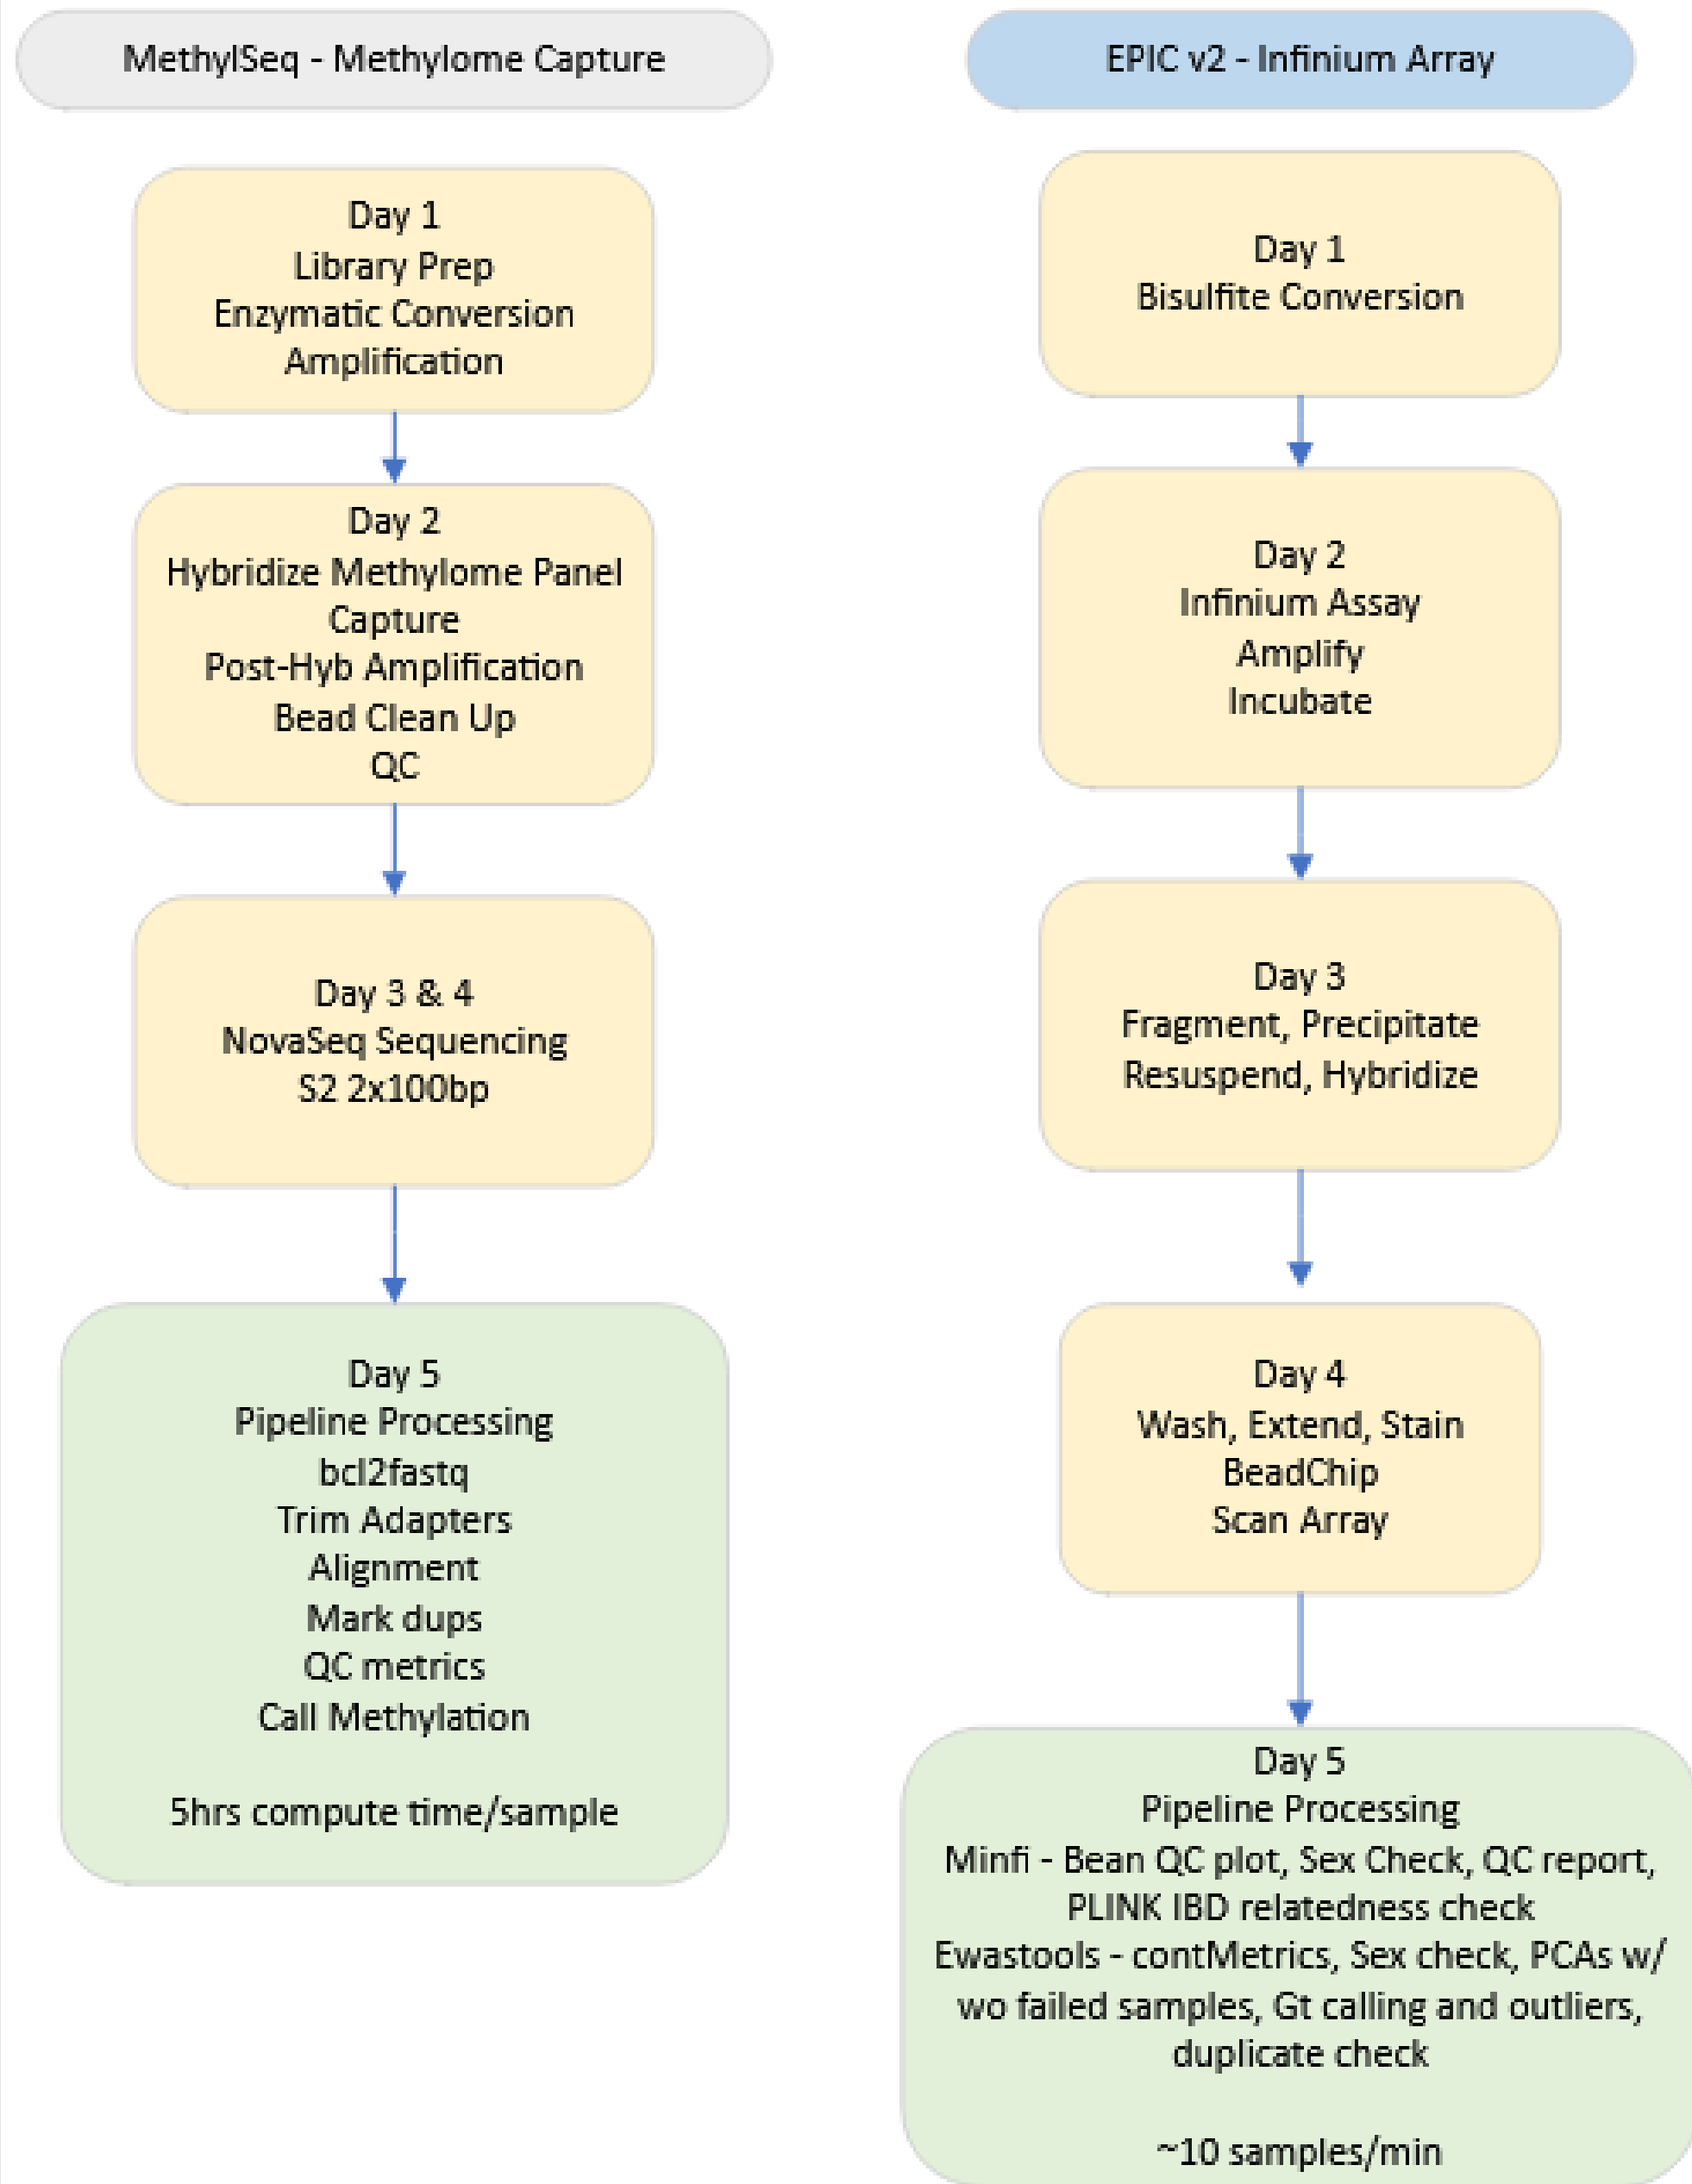 MethylSeq - Methylome Capture
Day 1
Library Prep
Enzymatic Conversion
Amplification
Day 2
Hybridize Methylome Panel
Capture
Post-Hyb Amplification
Bead Clean Up
QC
Day 3 & 4
NovaSeq Sequencing
S2 2x100bp
Day 5
Pipeline Processing
bcl2fastq
Trim Adapters
Alignment
Mark dups
QC metrics
Call Methylation
5hrs compute time/sample
EPIC v2 - Infinium Array
Day 1
Bisulfite Conversion
Day 2
Infinium Assay
Amplify
Incubate
Day 3
Fragment, Precipitate
Resuspend, Hybridize
Day 4
Wash, Extend, Stain
BeadChip
Scan Array
Day 5
Pipeline Processing
Minfi - Bean QC plot, Sex Check, QC report,
PLINK IBD relatedness check
Ewastools - contMetrics, Sex check, PCAs w/
wo failed samples, Gt calling and outliers,
duplicate check
~10 samples/min